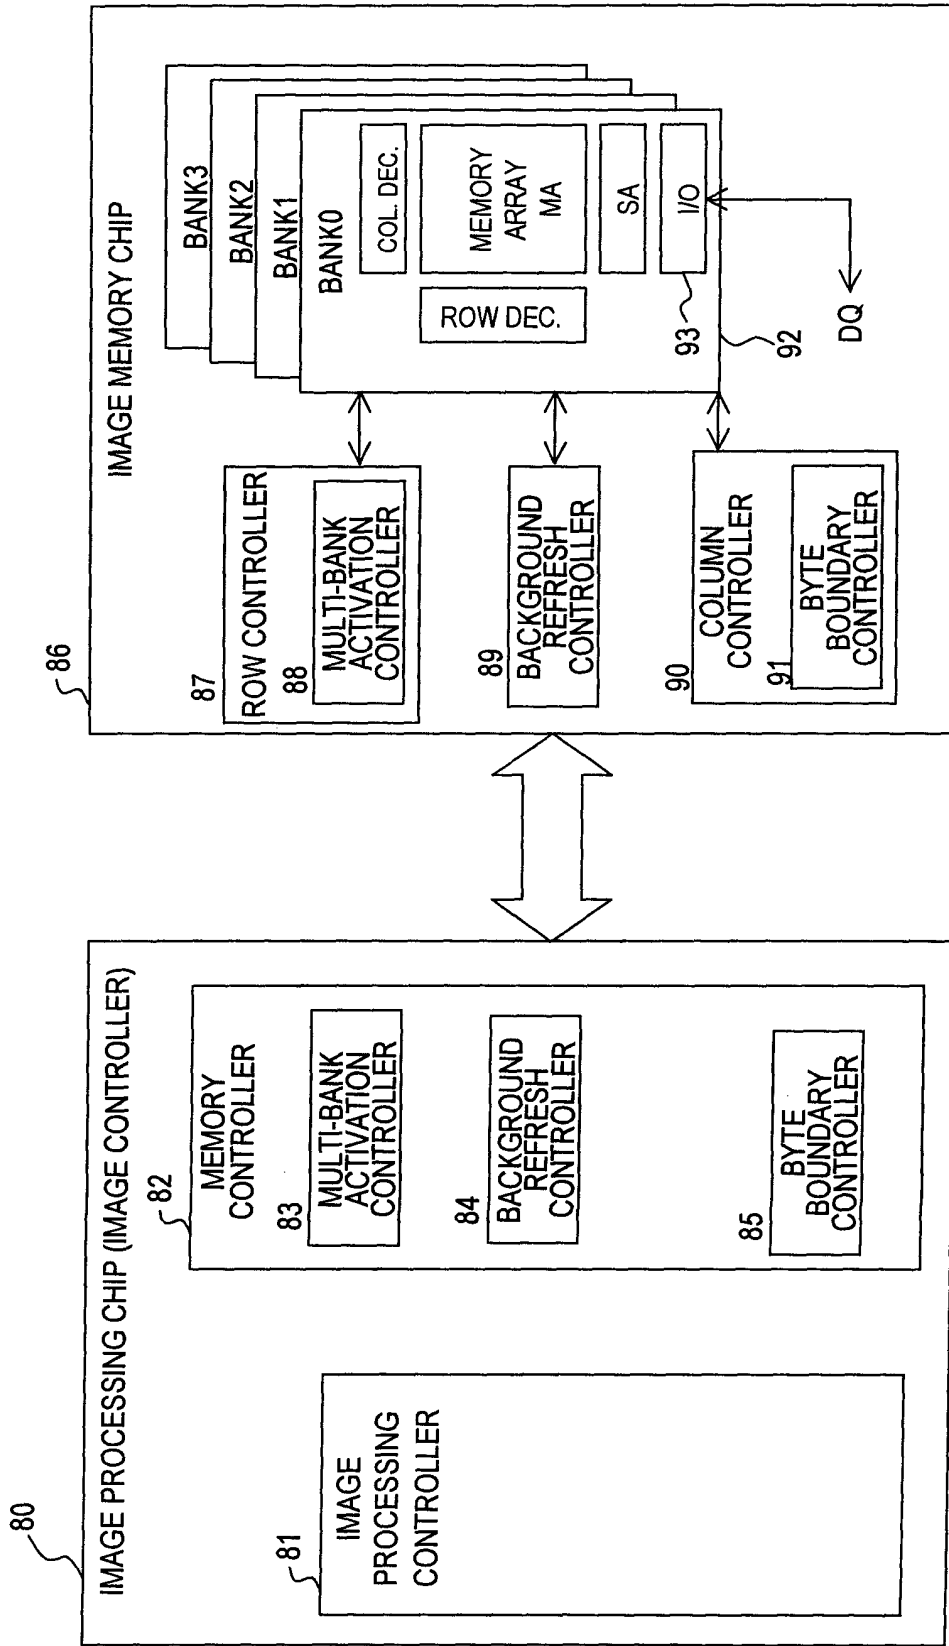 80
IMAGE PROCESSING CHIP (IMAGE CONTROLLER)
81
IMAGE
PROCESSING
CONTROLLER
82
MEMORY
CONTROLLER
83
MULTI-BANK
ACTIVATION
CONTROLLER
84
BACKGROUND
REFRESH
CONTROLLER
85
BYTE
BOUNDARY
CONTROLLER
86
IMAGE MEMORY CHIP
87
ROW CONTROLLER
88
MULTI-BANK
ACTIVATION
CONTROLLER
89
BACKGROUND
REFRESH
CONTROLLER
90
COLUMN
CONTROLLER
91
BYTE
BOUNDARY
CONTROLLER
BANK3
BANK2
BANK1
BANK0
COL. DEC.
ROW DEC.
MEMORY
ARRAY
MA
SA
I/O
93
92
DQ